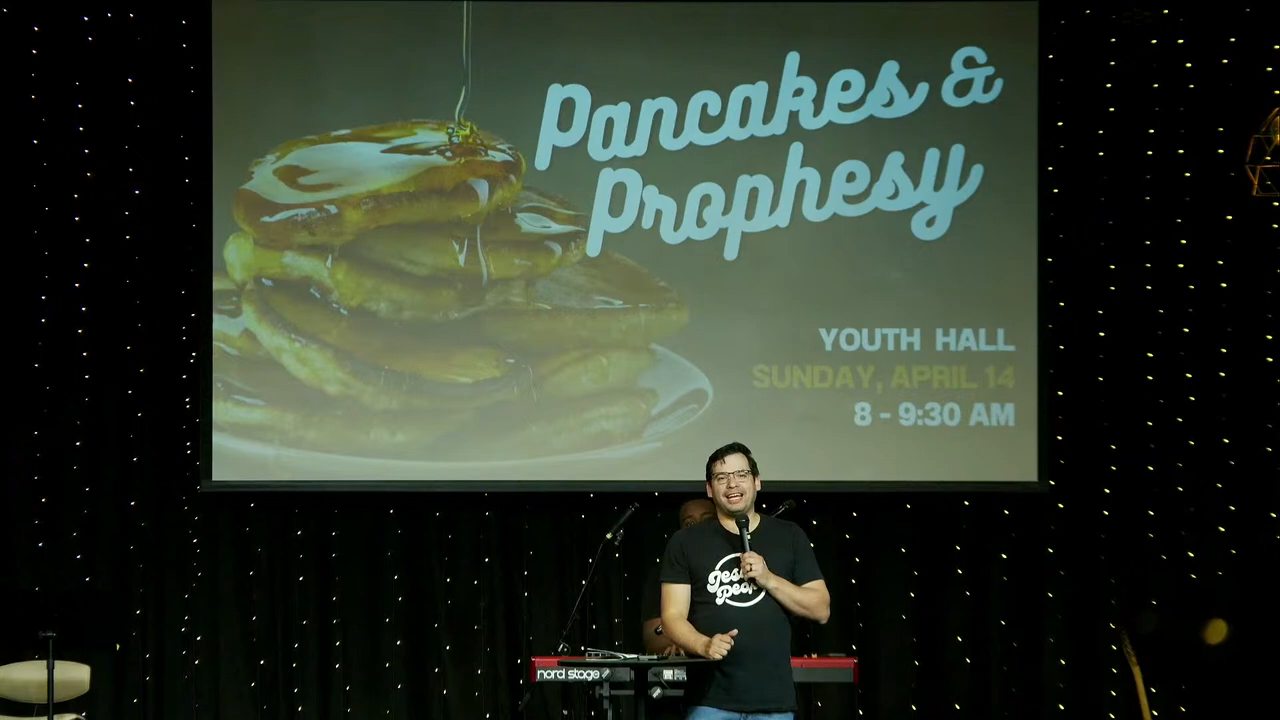 Pancakes &
Prophesy
YOUTH HALL
SUNDAY, APRIL 14
8 - 9:30 AM
nord stage